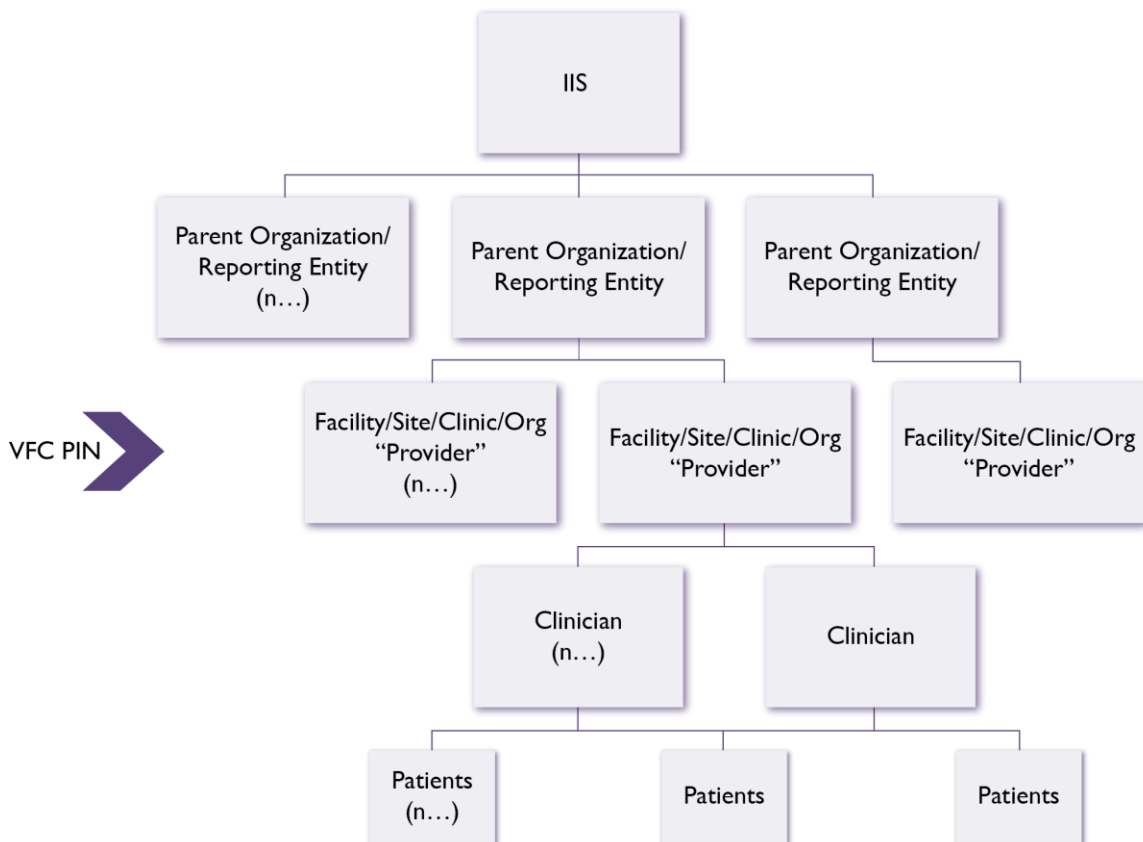 IIS
Parent Organization/
Reporting Entity
(n…)
Parent Organization/
Reporting Entity
Parent Organization/
Reporting Entity
VFC PIN
Facility/Site/Clinic/Org
“Provider”
(n…)
Facility/Site/Clinic/Org
“Provider”
Facility/Site/Clinic/Org
“Provider”
Clinician
(n…)
Clinician
Patients
(n…)
Patients
Patients